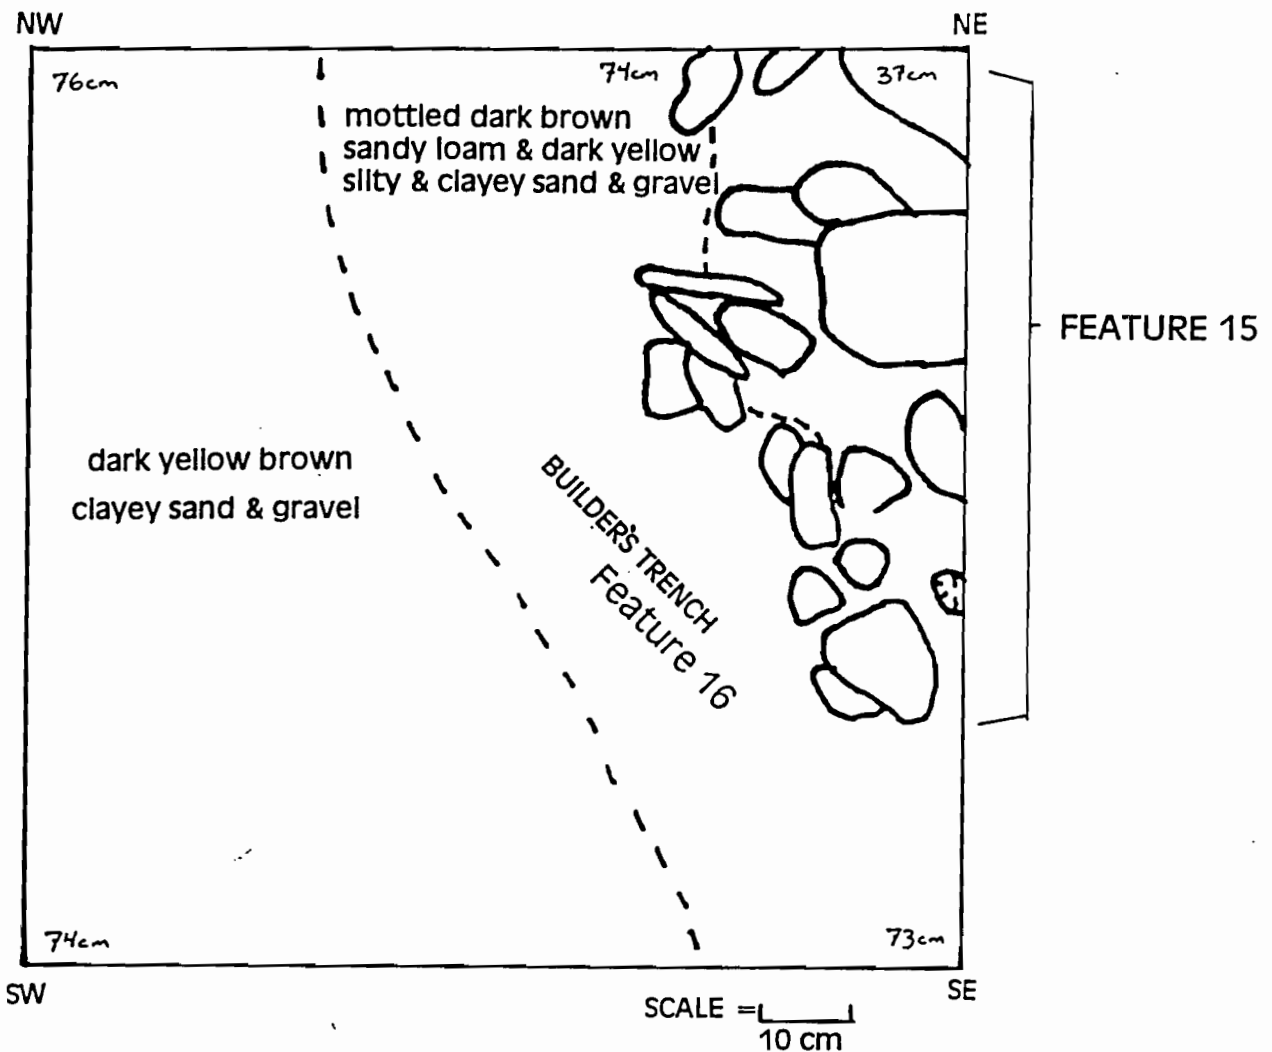 NW
NE
76cm
74cm
37cm
mottled dark brown
sandy loam & dark yellow
silty & clayey sand & gravel
FEATURE 15
dark yellow brown
clayey sand & gravel
BUILDER'S TRENCH
Feature 16
74cm
73cm
SW
SE
SCALE =
10 cm